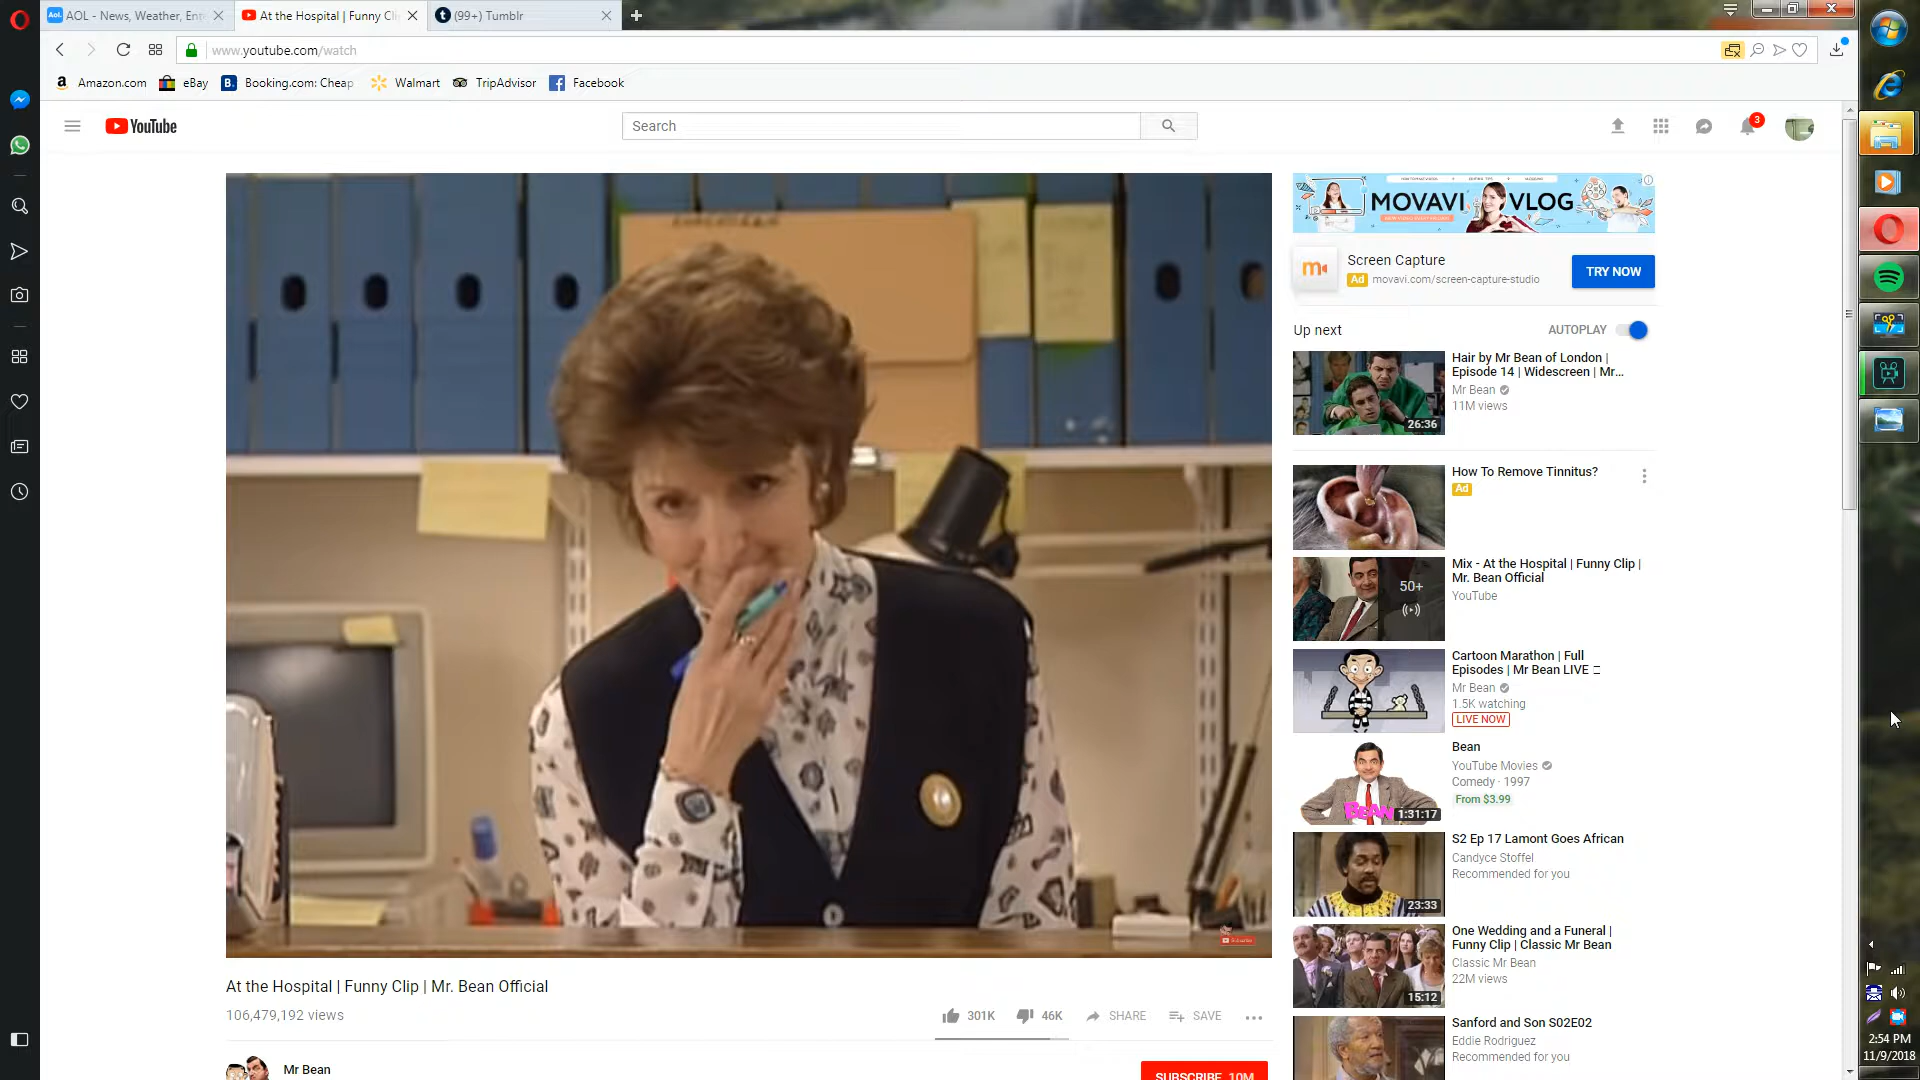 AOL - News, Weather, Ent
At the Hospital | Funny Cli
(99+) Tumblr
www.youtube.com/watch
Amazon.com
eBay
B.
Booking.com: Cheap
Walmart
TripAdvisor
Facebook
YouTube
Search
3
MOVAVI VLOG
Screen Capture
Ad movavi.com/screen-capture-studio
TRY NOW
Up next
AUTOPLAY
Hair by Mr Bean of London |
Episode 14 | Widescreen | Mr...
Mr Bean
11M views
26:36
How To Remove Tinnitus?
Ad
Mix - At the Hospital | Funny Clip |
Mr. Bean Official
YouTube
50+
Cartoon Marathon | Full
Episodes | Mr Bean LIVE
Mr Bean
1.5K watching
LIVE NOW
Bean
YouTube Movies
Comedy · 1997
From $3.99
BEAN
1:31:17
S2 Ep 17 Lamont Goes African
Candyce Stoffel
Recommended for you
23:33
One Wedding and a Funeral |
Funny Clip | Classic Mr Bean
Classic Mr Bean
22M views
15:12
Sanford and Son S02E02
Eddie Rodriguez
Recommended for you
At the Hospital | Funny Clip | Mr. Bean Official
106,479,192 views
301K
46K
SHARE
SAVE
Mr Bean
SUBSCRIBE 10M
2:54 PM
11/9/2018